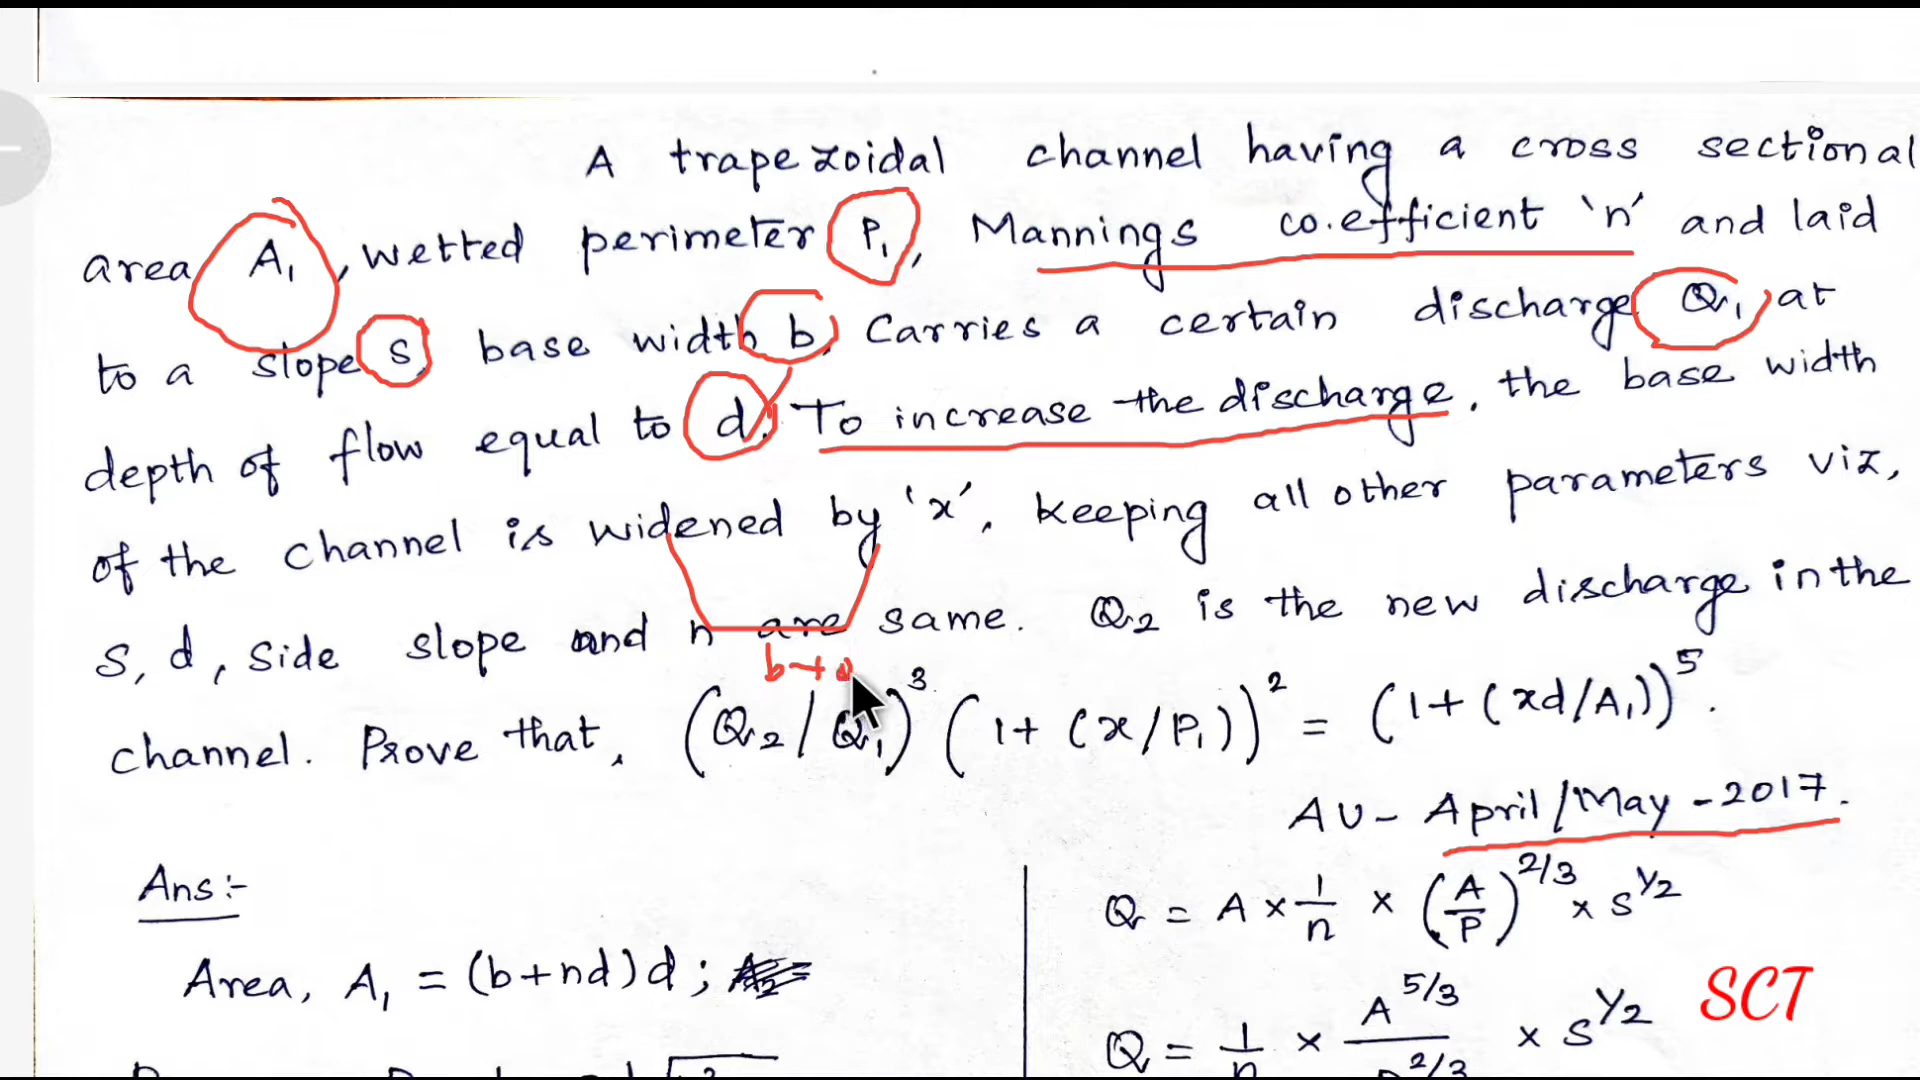 A trapezoidal channel having a cross sectional
area A₁, wetted perimeter P₁, Mannings co.efficient 'n' and laid
to a slope S, base width b, Carries a certain discharge Q₁, at
depth of flow equal to d. To increase the discharge, the base width
of the channel is widened by 'x', keeping all other parameters viz,
S, d, side slope and n are same. Q₂ is the new discharge in the
b+
channel. Prove that, (Q₂/Q₁)³ (1+(x/P₁))² = (1+(xd/A₁))⁵.
AU- April/May -2017.
Ans:-
Area, A₁ = (b+nd)d;
Q = A × 1/n × (A/P)^2/3 × S^1/2
Q = 1/n × A^5/3 / P^2/3 × S^1/2
SCT